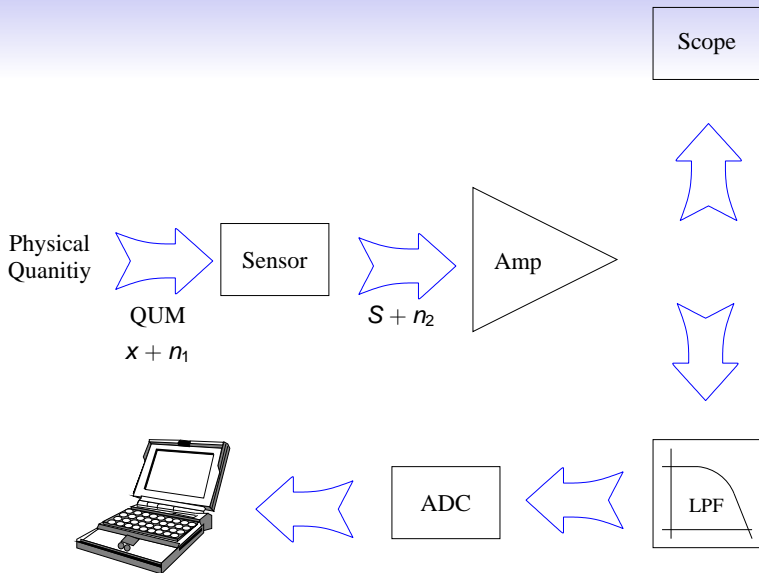 Scope
Physical
Quanitiy
Sensor
Amp
QUM
x + n₁
S + n₂
ADC
LPF